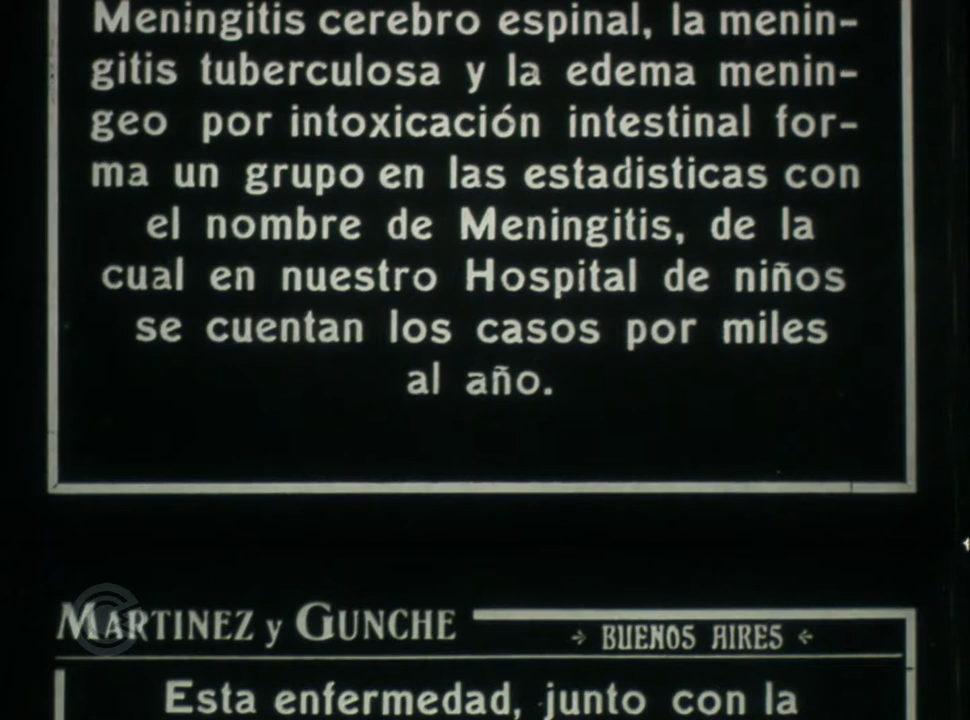 Meningitis cerebro espinal, la menin-
gitis tuberculosa y la edema menin-
geo por intoxicación intestinal for-
ma un grupo en las estadisticas con
el nombre de Meningitis, de la
cual en nuestro Hospital de niños
se cuentan los casos por miles
al año.
MARTINEZ y GUNCHE
BUENOS AIRES
Esta enfermedad, junto con la